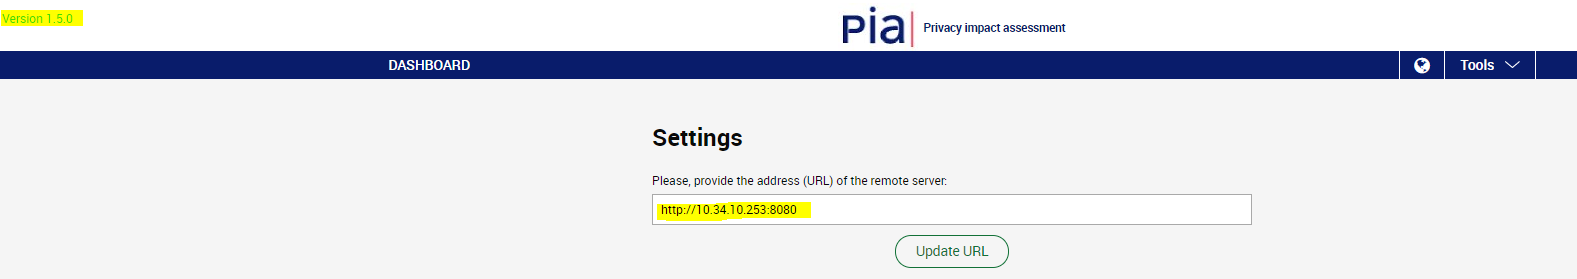 Version 1.5.0
pia| Privacy impact assessment
DASHBOARD
Tools
Settings
Please, provide the address (URL) of the remote server:
http://10.34.10.253:8080
Update URL